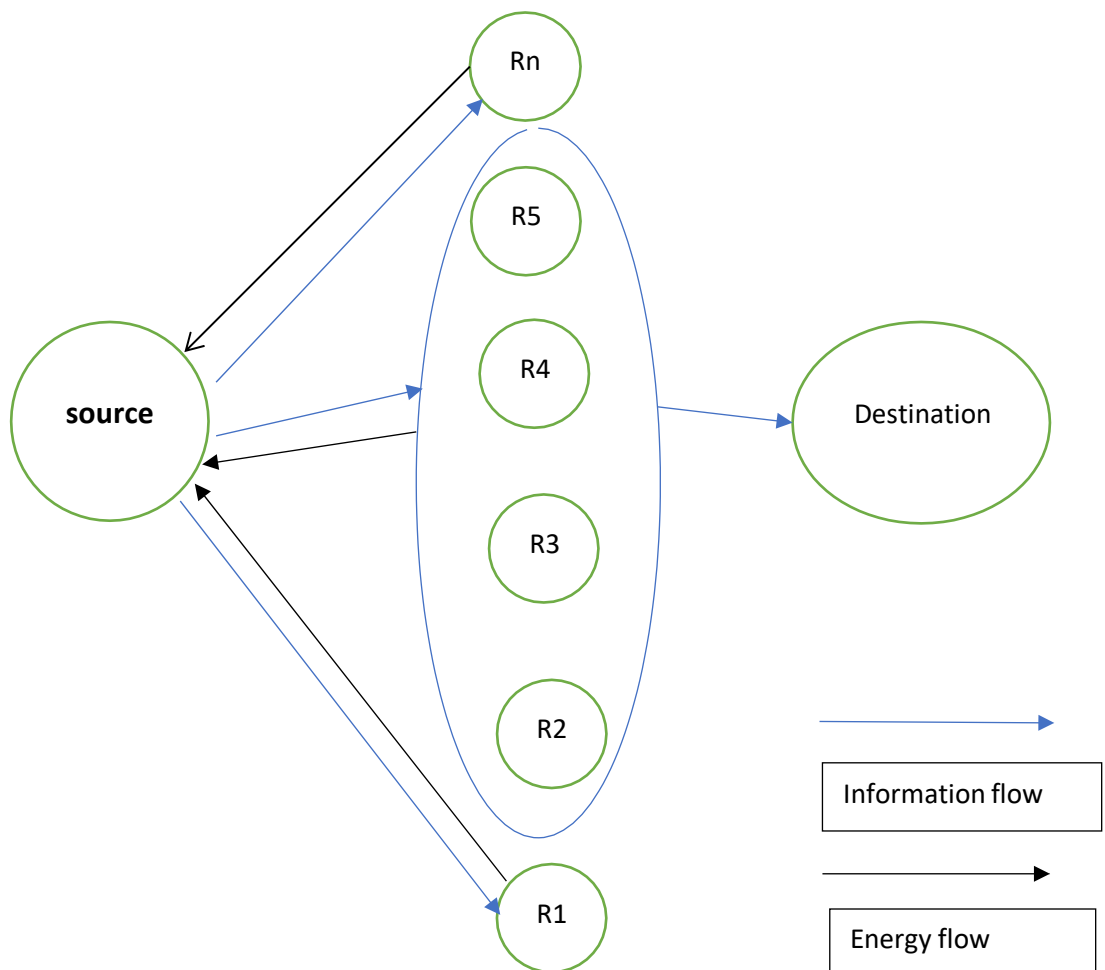 Rn
R5
R4
source
Destination
R3
R2
Information flow
R1
Energy flow